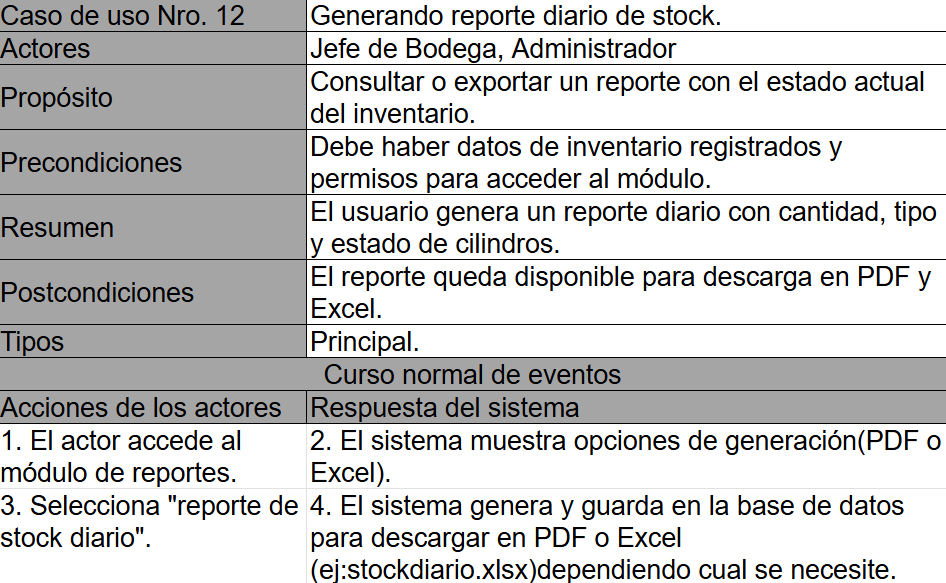 Caso de uso Nro. 12
Generando reporte diario de stock.
Actores
Jefe de Bodega, Administrador
Propósito
Consultar o exportar un reporte con el estado actual
del inventario.
Precondiciones
Debe haber datos de inventario registrados y
permisos para acceder al módulo.
Resumen
El usuario genera un reporte diario con cantidad, tipo
y estado de cilindros.
Postcondiciones
El reporte queda disponible para descarga en PDF y
Excel.
Tipos
Principal.
Curso normal de eventos
Acciones de los actores
Respuesta del sistema
1. El actor accede al
módulo de reportes.
2. El sistema muestra opciones de generación(PDF o
Excel).
3. Selecciona "reporte de
stock diario".
4. El sistema genera y guarda en la base de datos
para descargar en PDF o Excel
(ej:stockdiario.xlsx)dependiendo cual se necesite.